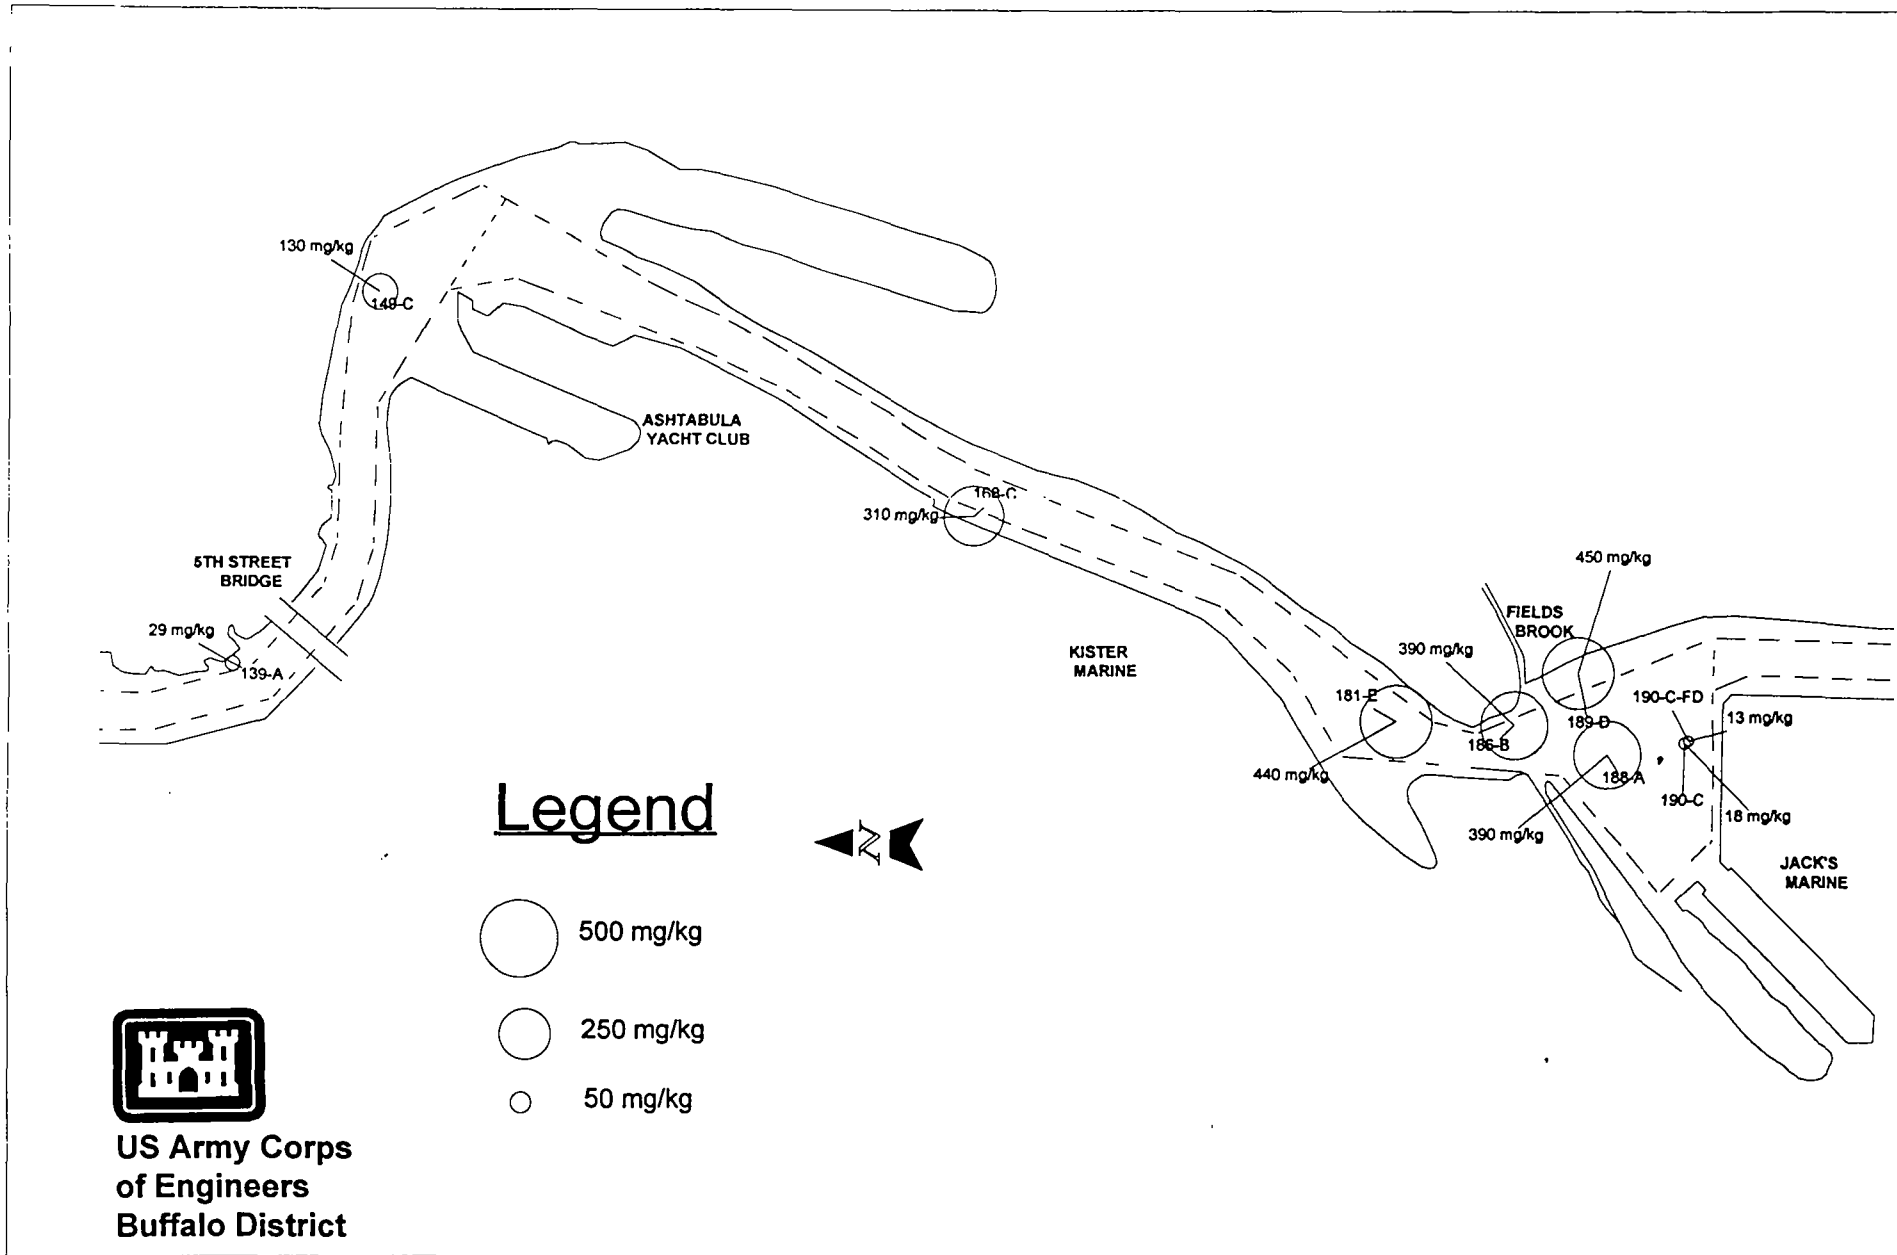 130 mg/kg
149-C
ASHTABULA
YACHT CLUB
168-C
310 mg/kg
5TH STREET
BRIDGE
29 mg/kg
139-A
KISTER
MARINE
450 mg/kg
FIELDS
BROOK
390 mg/kg
181-E
186-B
189-D
190-C-FD
13 mg/kg
440 mg/kg
188-A
190-C
18 mg/kg
390 mg/kg
JACK'S
MARINE
Legend
N
500 mg/kg
250 mg/kg
50 mg/kg
US Army Corps
of Engineers
Buffalo District